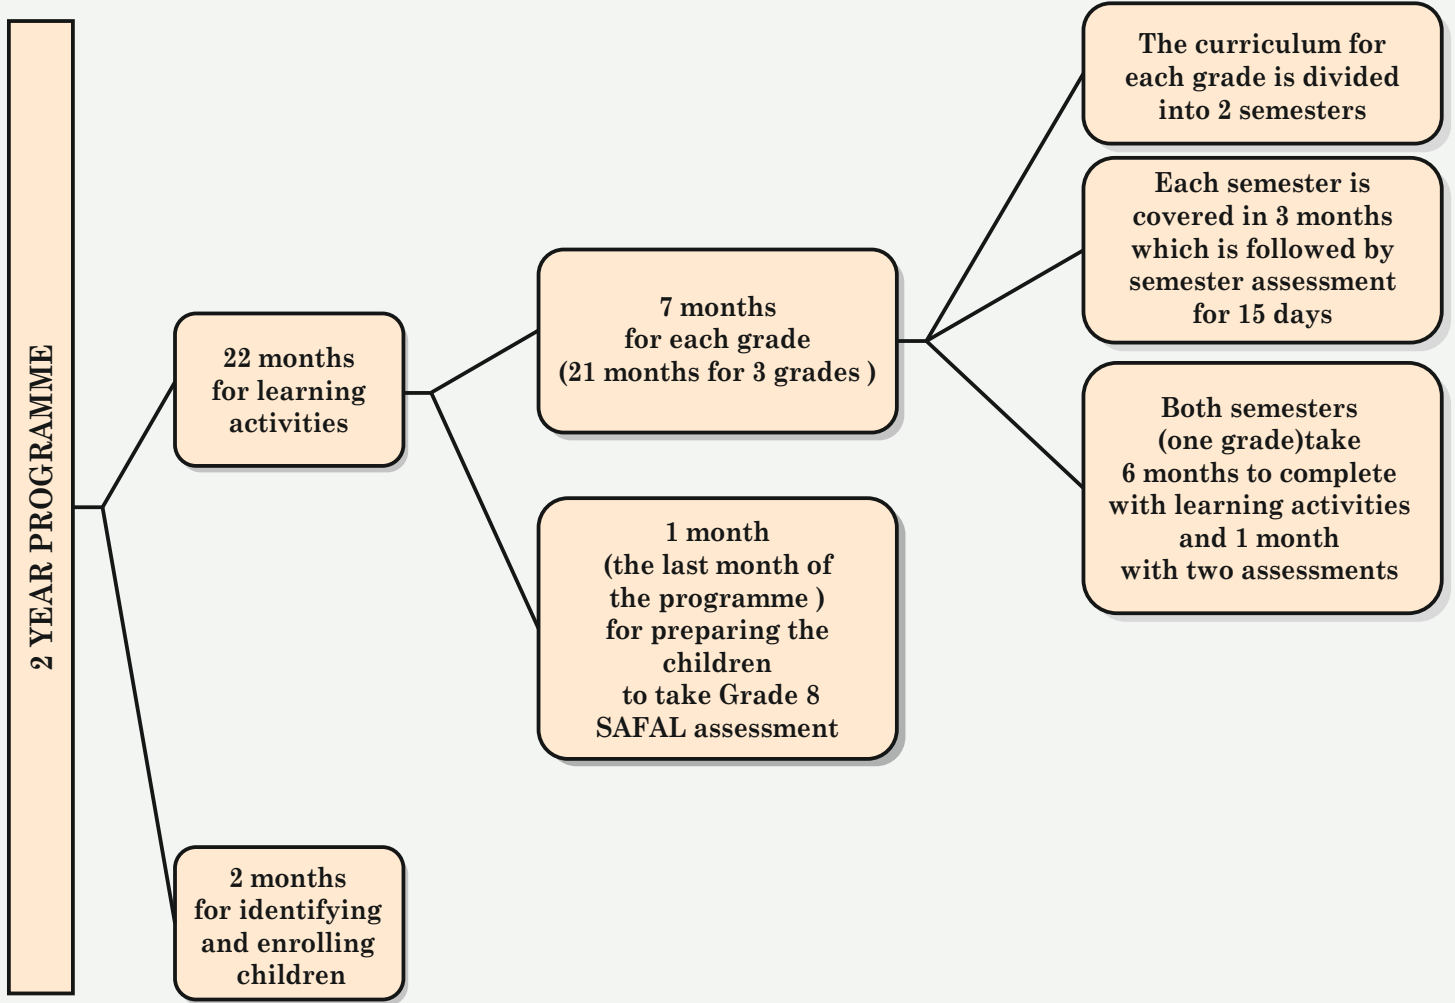 2 YEAR PROGRAMME
22 months
for learning
activities
2 months
for identifying
and enrolling
children
7 months
for each grade
(21 months for 3 grades )
1 month
(the last month of
the programme )
for preparing the
children
to take Grade 8
SAFAL assessment
The curriculum for
each grade is divided
into 2 semesters
Each semester is
covered in 3 months
which is followed by
semester assessment
for 15 days
Both semesters
(one grade)take
6 months to complete
with learning activities
and 1 month
with two assessments